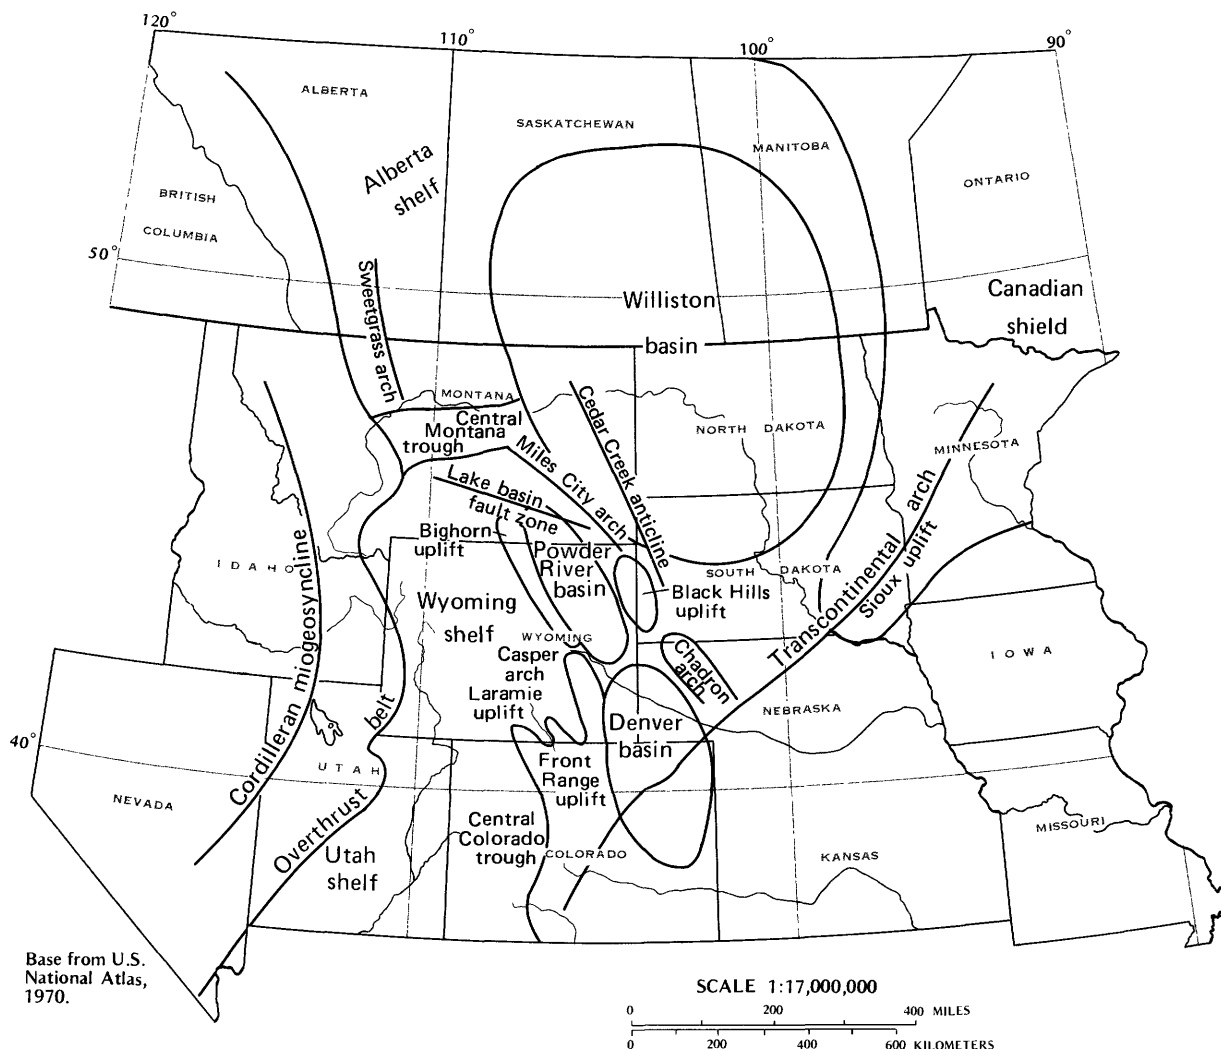 120°
110°
100°
90°
ALBERTA
SASKATCHEWAN
MANITOBA
ONTARIO
Alberta
shelf
BRITISH
COLUMBIA
50°
Sweetgrass arch
Williston
basin
Canadian
shield
MONTANA
Central
Montana
trough
Cedar Creek anticline
NORTH DAKOTA
MINNESOTA
Miles City arch
Lake basin
fault zone
Bighorn
uplift
Powder
River
basin
SOUTH DAKOTA
Black Hills
uplift
Transcontinental arch
Sioux uplift
IDAHO
Cordilleran miogeosyncline
Wyoming
shelf
WYOMING
Casper
arch
Laramie
uplift
Chadron
arch
IOWA
NEBRASKA
Denver
basin
Front
Range
uplift
40°
NEVADA
UTAH
Overthrust belt
Utah
shelf
Central
Colorado
trough
COLORADO
KANSAS
MISSOURI
Base from U.S.
National Atlas,
1970.
SCALE 1:17,000,000
0 200 400 MILES
0 200 400 600 KILOMETERS